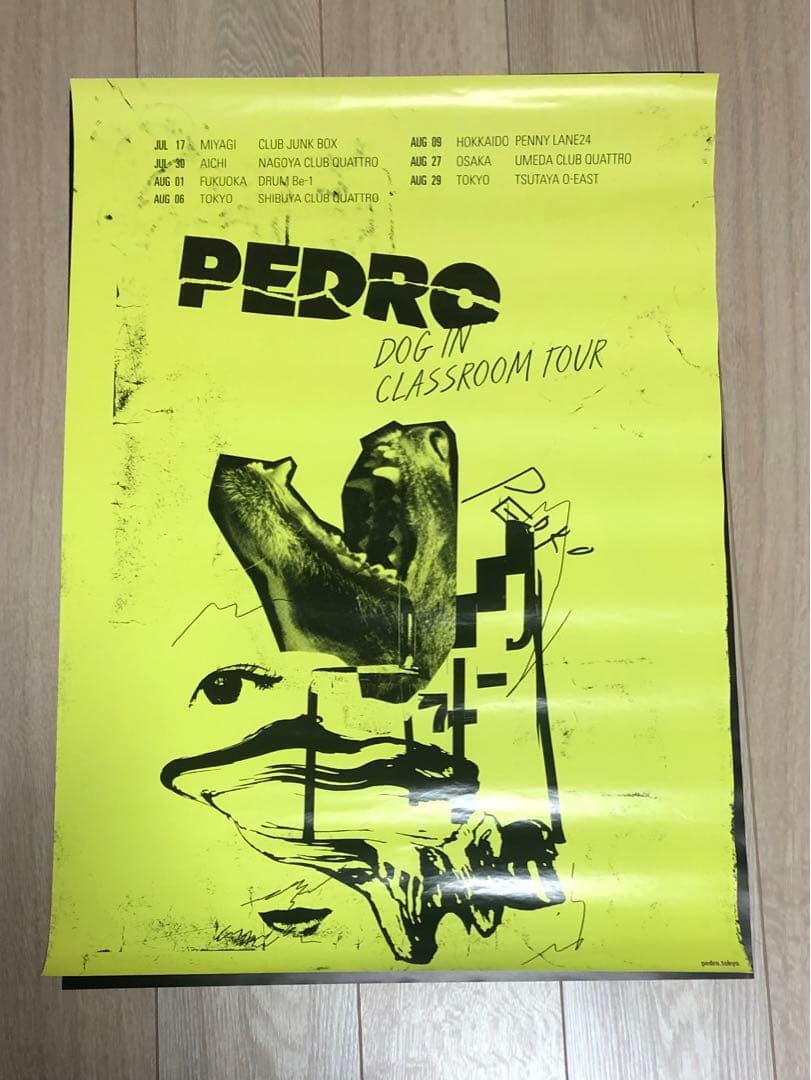 JUL 17 MIYAGI CLUB JUNK BOX
JUL 30 AICHI NAGOYA CLUB QUATTRO
AUG 01 FUKUOKA DRUM Be-1
AUG 06 TOKYO SHIBUYA CLUB QUATTRO
AUG 09 HOKKAIDO PENNY LANE24
AUG 27 OSAKA UMEDA CLUB QUATTRO
AUG 29 TOKYO TSUTAYA O-EAST
PEDRO
DOG IN
CLASSROOM TOUR
PEDRO
pedro.tokyo